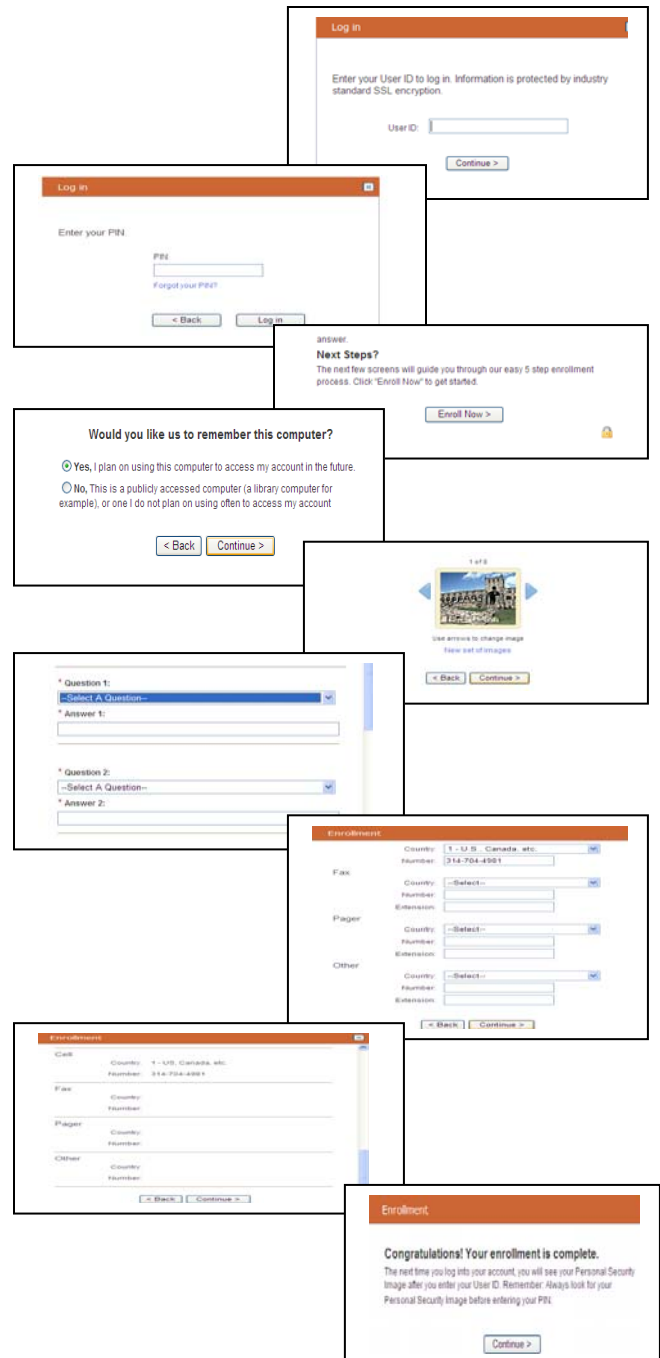 Log in
Enter your User ID to log in. Information is protected by industry
standard SSL encryption.
User ID:
Continue >
Log in
Enter your PIN
PIN:
Forgot your PIN?
< Back Log in
answer.
Next Steps?
The next few screens will guide you through our easy 5 step enrollment
process. Click "Enroll Now" to get started.
Enroll Now >
Would you like us to remember this computer?
Yes, I plan on using this computer to access my account in the future.
No, This is a publicly accessed computer (a library computer for
example), or one I do not plan on using often to access my account
< Back Continue >
1 of 8
Use arrows to change image
New set of images
< Back Continue >
* Question 1:
--Select A Question--
* Answer 1:
* Question 2:
--Select A Question--
* Answer 2:
Enrollment
Country: 1 - U.S., Canada, etc.
Number: 314-704-4981
Fax
Country: --Select--
Number:
Extension:
Pager
Country: --Select--
Number:
Extension:
Other
Country: --Select--
Number:
Extension:
< Back Continue >
Enrollment
Cell
Country: 1 - US, Canada, etc.
Number: 314-704-4981
Fax
Country:
Number:
Pager
Country:
Number:
Other
Country:
Number:
< Back Continue >
Enrollment
Congratulations! Your enrollment is complete.
The next time you log into your account, you will see your Personal Security
Image after you enter your User ID. Remember: Always look for your
Personal Security Image before entering your PIN.
Continue >